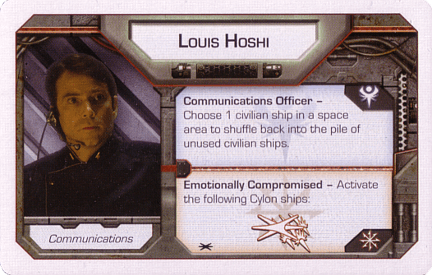 LOUIS HOSHI
Communications Officer –
Choose 1 civilian ship in a space
area to shuffle back into the pile of
unused civilian ships.
Emotionally Compromised – Activate
the following Cylon ships:
Communications